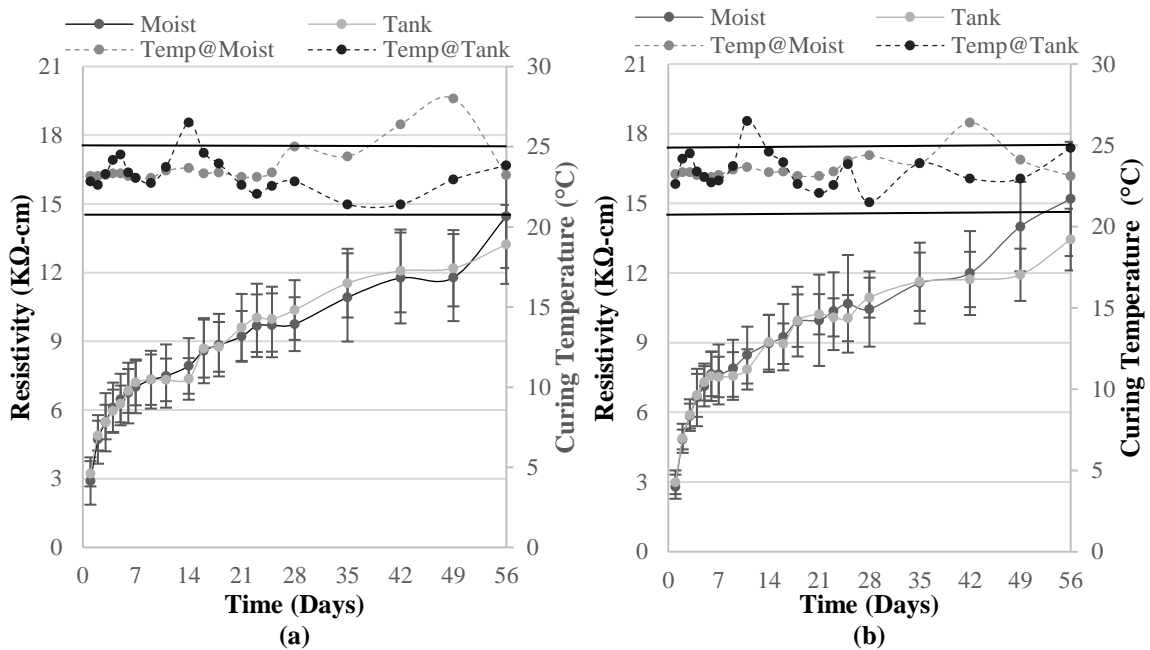 Moist
Tank
Temp@Moist
Temp@Tank
21
18
15
12
9
6
3
0
Resistivity (KΩ-cm)
30
25
20
15
10
5
0
Curing Temperature (°C)
0 7 14 21 28 35 42 49 56
Time (Days)
(a)
Moist
Tank
Temp@Moist
Temp@Tank
21
18
15
12
9
6
3
0
Resistivity (KΩ-cm)
30
25
20
15
10
5
0
Curing Temperature (°C)
0 7 14 21 28 35 42 49 56
Time (Days)
(b)